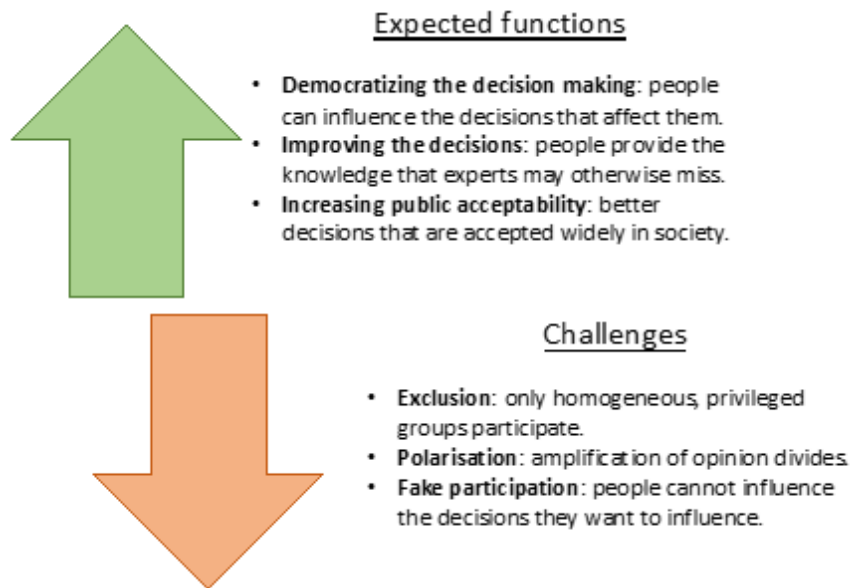 Expected functions
• Democratizing the decision making: people
can influence the decisions that affect them.
• Improving the decisions: people provide the
knowledge that experts may otherwise miss.
• Increasing public acceptability: better
decisions that are accepted widely in society.
Challenges
• Exclusion: only homogeneous, privileged
groups participate.
• Polarisation: amplification of opinion divides.
• Fake participation: people cannot influence
the decisions they want to influence.